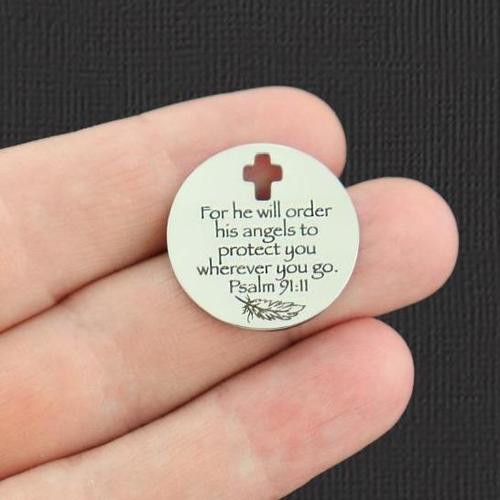 For he will order
his angels to
protect you
wherever you go.
Psalm 91:11